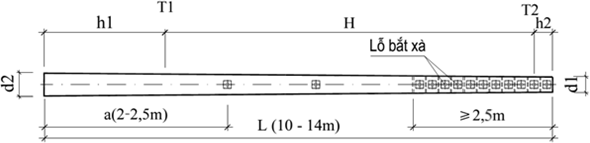 T1 T2
h1 H h2
Lỗ bắt xà
d2 d1
a(2-2,5m) ≥2,5m
L (10 - 14m)